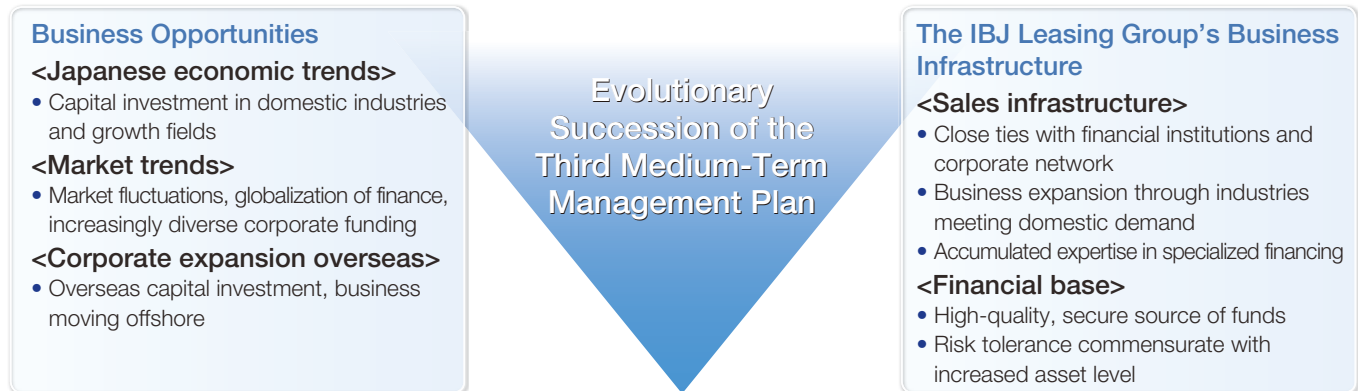 Business Opportunities
<Japanese economic trends>
• Capital investment in domestic industries
and growth fields
<Market trends>
• Market fluctuations, globalization of finance,
increasingly diverse corporate funding
<Corporate expansion overseas>
• Overseas capital investment, business
moving offshore
Evolutionary
Succession of the
Third Medium-Term
Management Plan
The IBJ Leasing Group's Business
Infrastructure
<Sales infrastructure>
• Close ties with financial institutions and
corporate network
• Business expansion through industries
meeting domestic demand
• Accumulated expertise in specialized financing
<Financial base>
• High-quality, secure source of funds
• Risk tolerance commensurate with
increased asset level